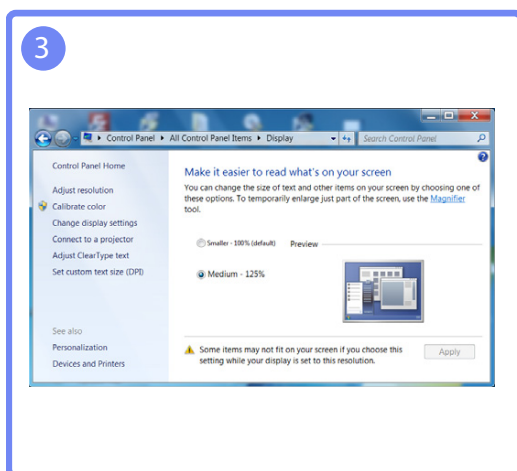 3
Control Panel ▸ All Control Panel Items ▸ Display
Search Control Panel
Control Panel Home
Adjust resolution
Calibrate color
Change display settings
Connect to a projector
Adjust ClearType text
Set custom text size (DPI)
See also
Personalization
Devices and Printers
Make it easier to read what's on your screen
You can change the size of text and other items on your screen by choosing one of
these options. To temporarily enlarge just part of the screen, use the Magnifier
tool.
Smaller - 100% (default)
Preview
Medium - 125%
Some items may not fit on your screen if you choose this
setting while your display is set to this resolution.
Apply